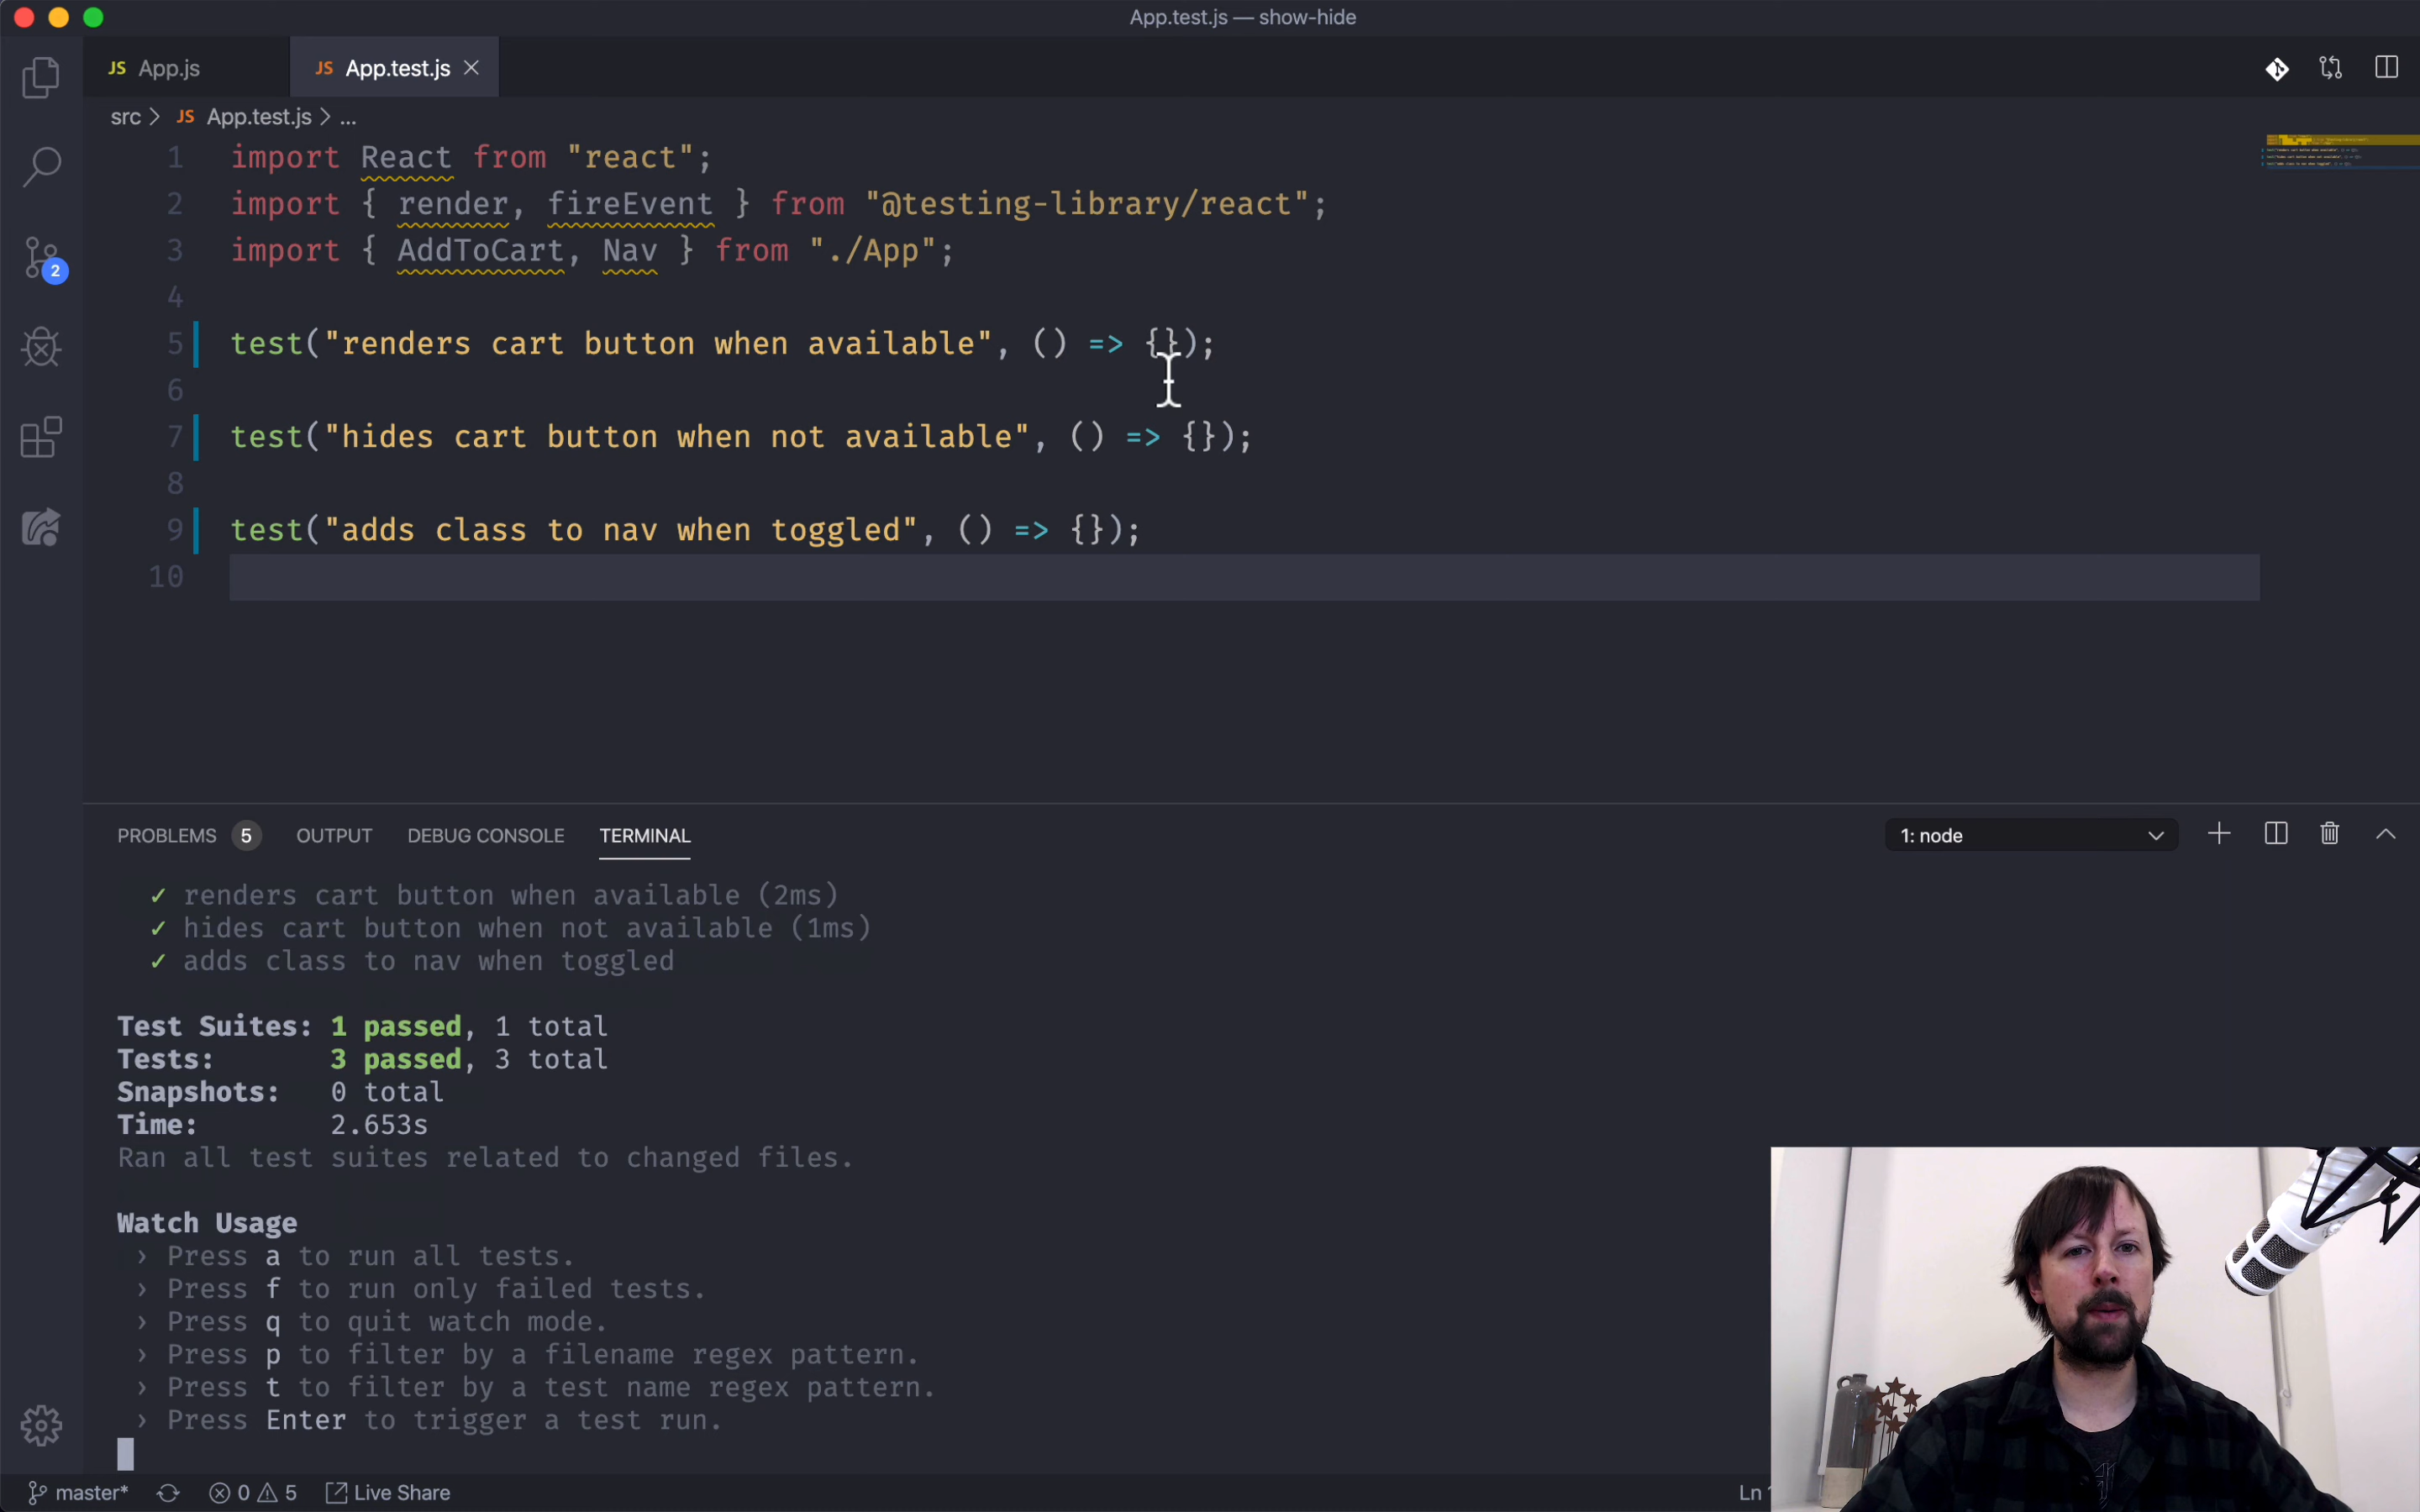 App.test.js — show-hide
JS App.js
JS App.test.js
src > JS App.test.js > ...
1 import React from "react";
2 import { render, fireEvent } from "@testing-library/react";
3 import { AddToCart, Nav } from "./App";
4
5 test("renders cart button when available", () => {});
6
7 test("hides cart button when not available", () => {});
8
9 test("adds class to nav when toggled", () => {});
10
2
PROBLEMS 5 OUTPUT DEBUG CONSOLE TERMINAL 1: node
✓ renders cart button when available (2ms)
✓ hides cart button when not available (1ms)
✓ adds class to nav when toggled
Test Suites: 1 passed, 1 total
Tests: 3 passed, 3 total
Snapshots: 0 total
Time: 2.653s
Ran all test suites related to changed files.
Watch Usage
› Press a to run all tests.
› Press f to run only failed tests.
› Press q to quit watch mode.
› Press p to filter by a filename regex pattern.
› Press t to filter by a test name regex pattern.
› Press Enter to trigger a test run.
master* 0 5 Live Share Ln